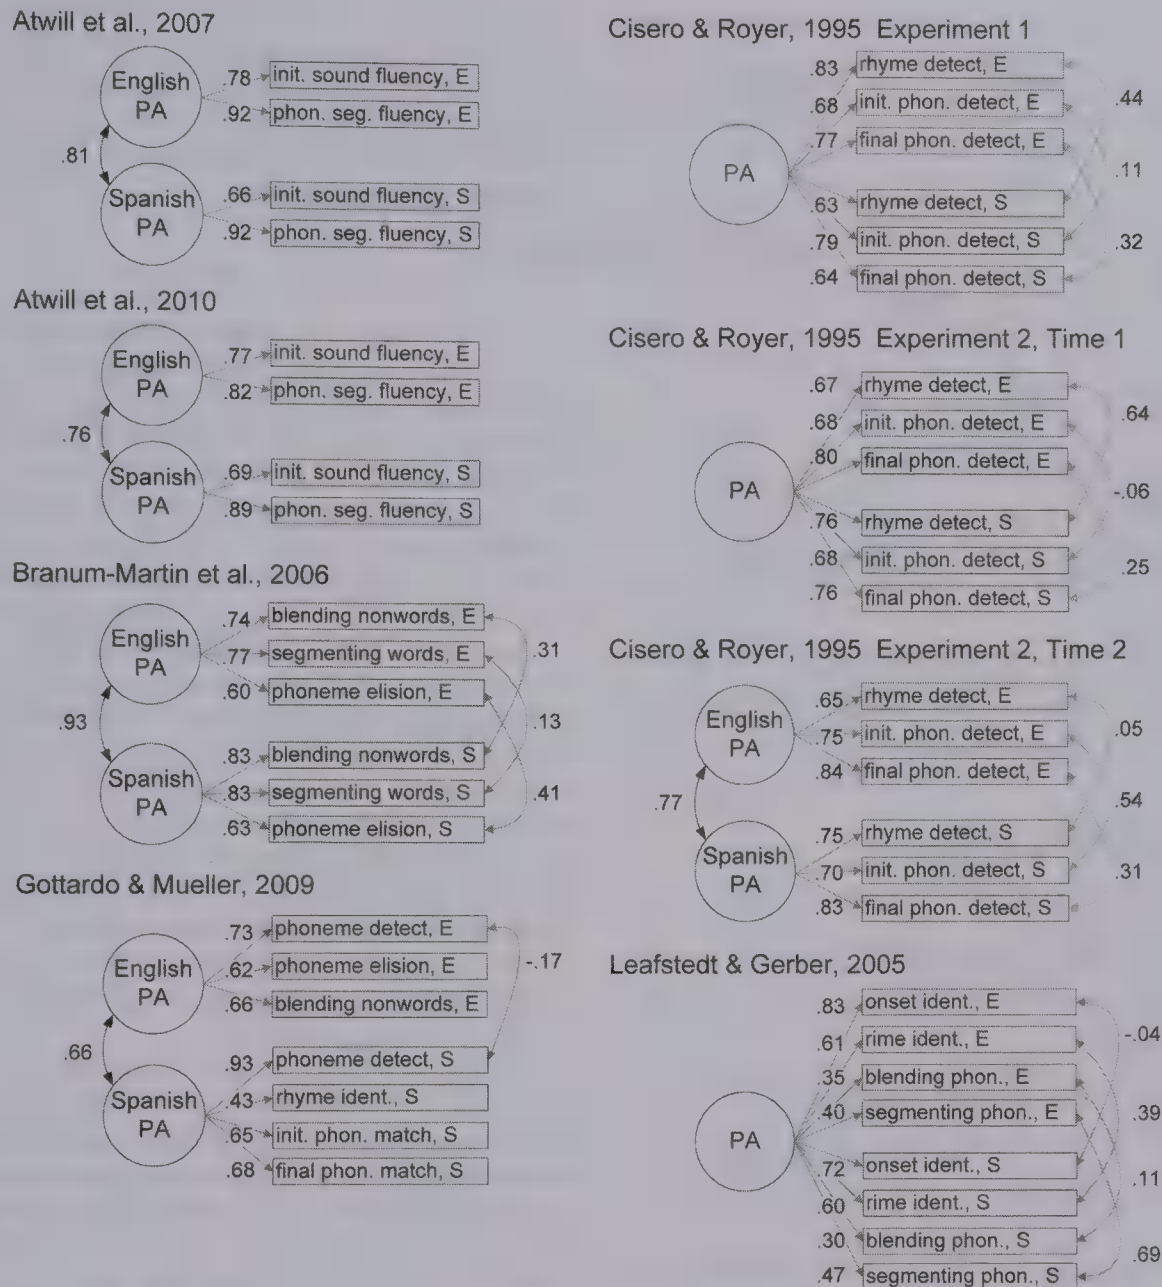 Atwill et al., 2007
English
PA
.78 init. sound fluency, E
.92 phon. seg. fluency, E
.81
Spanish
PA
.66 init. sound fluency, S
.92 phon. seg. fluency, S
Atwill et al., 2010
English
PA
.77 init. sound fluency, E
.82 phon. seg. fluency, E
.76
Spanish
PA
.69 init. sound fluency, S
.89 phon. seg. fluency, S
Branum-Martin et al., 2006
English
PA
.74 blending nonwords, E
.77 segmenting words, E
.60 phoneme elision, E
.31
.13
.93
Spanish
PA
.83 blending nonwords, S
.83 segmenting words, S
.63 phoneme elision, S
.41
Gottardo & Mueller, 2009
English
PA
.73 phoneme detect, E
.62 phoneme elision, E
.66 blending nonwords, E
-.17
.66
Spanish
PA
.93 phoneme detect, S
.43 rhyme ident., S
.65 init. phon. match, S
.68 final phon. match, S
Cisero & Royer, 1995 Experiment 1
.83 rhyme detect, E
.68 init. phon. detect, E
.77 final phon. detect, E
.44
.11
PA
.63 rhyme detect, S
.79 init. phon. detect, S
.64 final phon. detect, S
.32
Cisero & Royer, 1995 Experiment 2, Time 1
.67 rhyme detect, E
.68 init. phon. detect, E
.80 final phon. detect, E
.64
-.06
PA
.76 rhyme detect, S
.68 init. phon. detect, S
.76 final phon. detect, S
.25
Cisero & Royer, 1995 Experiment 2, Time 2
English
PA
.65 rhyme detect, E
.75 init. phon. detect, E
.84 final phon. detect, E
.05
.54
.77
Spanish
PA
.75 rhyme detect, S
.70 init. phon. detect, S
.83 final phon. detect, S
.31
Leafstedt & Gerber, 2005
.83 onset ident., E
.61 rime ident., E
.35 blending phon., E
.40 segmenting phon., E
-.04
.39
PA
.72 onset ident., S
.60 rime ident., S
.30 blending phon., S
.47 segmenting phon., S
.11
.69